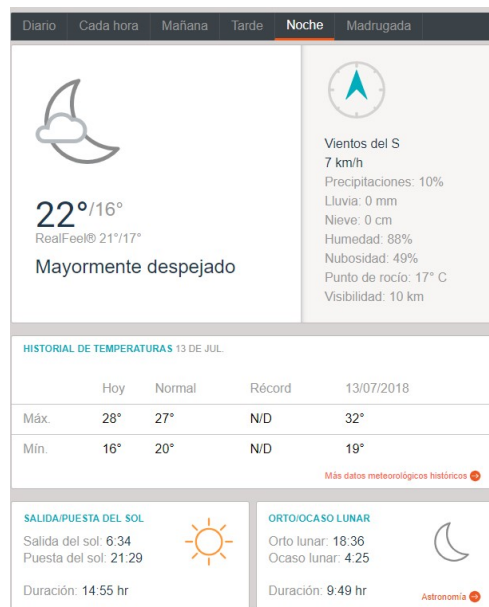 Diario Cada hora Mañana Tarde Noche Madrugada
22°/16°
RealFeel® 21°/17°
Mayormente despejado
Vientos del S
7 km/h
Precipitaciones: 10%
Lluvia: 0 mm
Nieve: 0 cm
Humedad: 88%
Nubosidad: 49%
Punto de rocío: 17° C
Visibilidad: 10 km
HISTORIAL DE TEMPERATURAS 13 DE JUL.
Hoy Normal Récord 13/07/2018
Máx. 28° 27° N/D 32°
Mín. 16° 20° N/D 19°
Más datos meteorológicos históricos
SALIDA/PUESTA DEL SOL
Salida del sol: 6:34
Puesta del sol: 21:29
Duración: 14:55 hr
ORTO/OCASO LUNAR
Orto lunar: 18:36
Ocaso lunar: 4:25
Duración: 9:49 hr
Astronomía